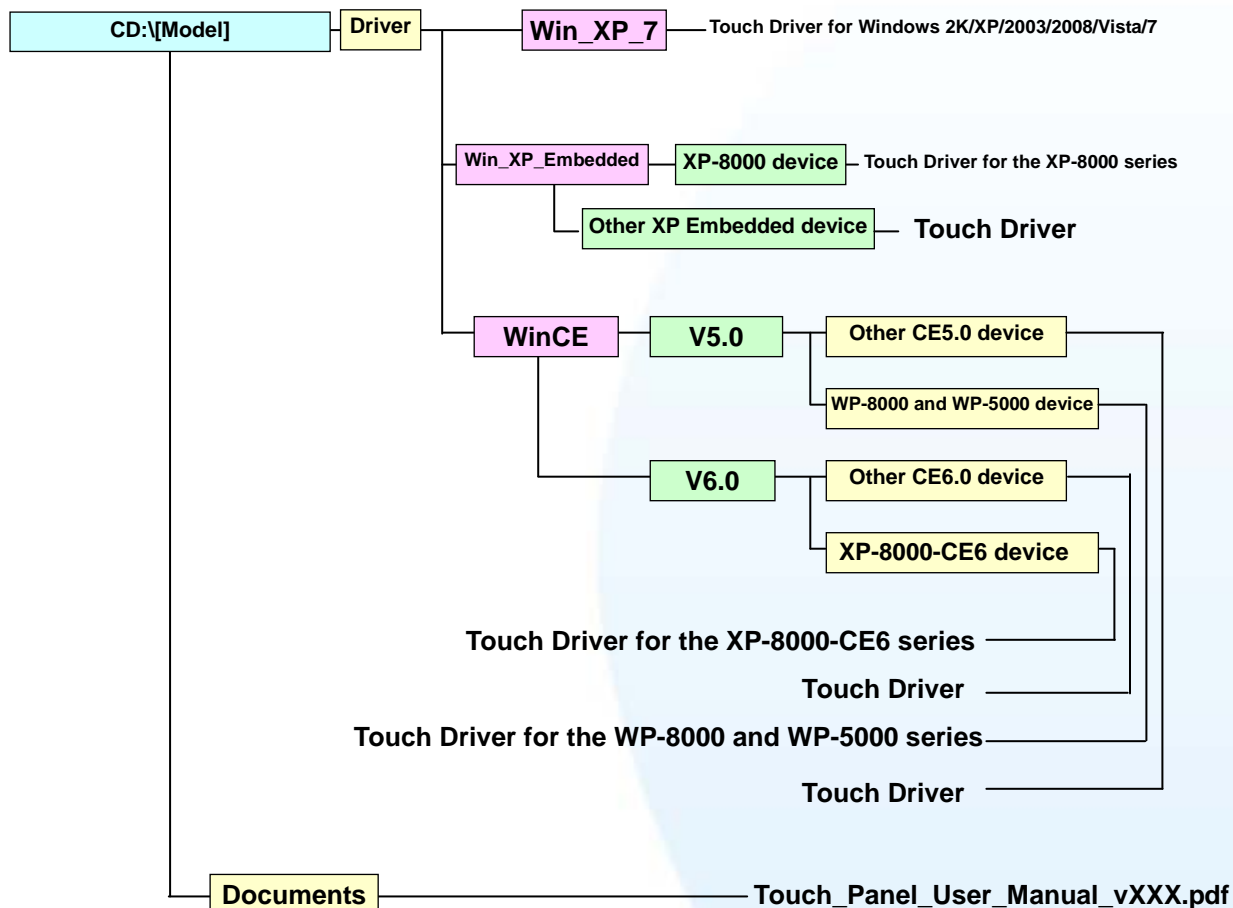 CD:\[Model]
Driver
Win_XP_7
Touch Driver for Windows 2K/XP/2003/2008/Vista/7
Win_XP_Embedded
XP-8000 device
Touch Driver for the XP-8000 series
Other XP Embedded device
Touch Driver
WinCE
V5.0
Other CE5.0 device
WP-8000 and WP-5000 device
V6.0
Other CE6.0 device
XP-8000-CE6 device
Touch Driver for the XP-8000-CE6 series
Touch Driver
Touch Driver for the WP-8000 and WP-5000 series
Touch Driver
Documents
Touch_Panel_User_Manual_vXXX.pdf